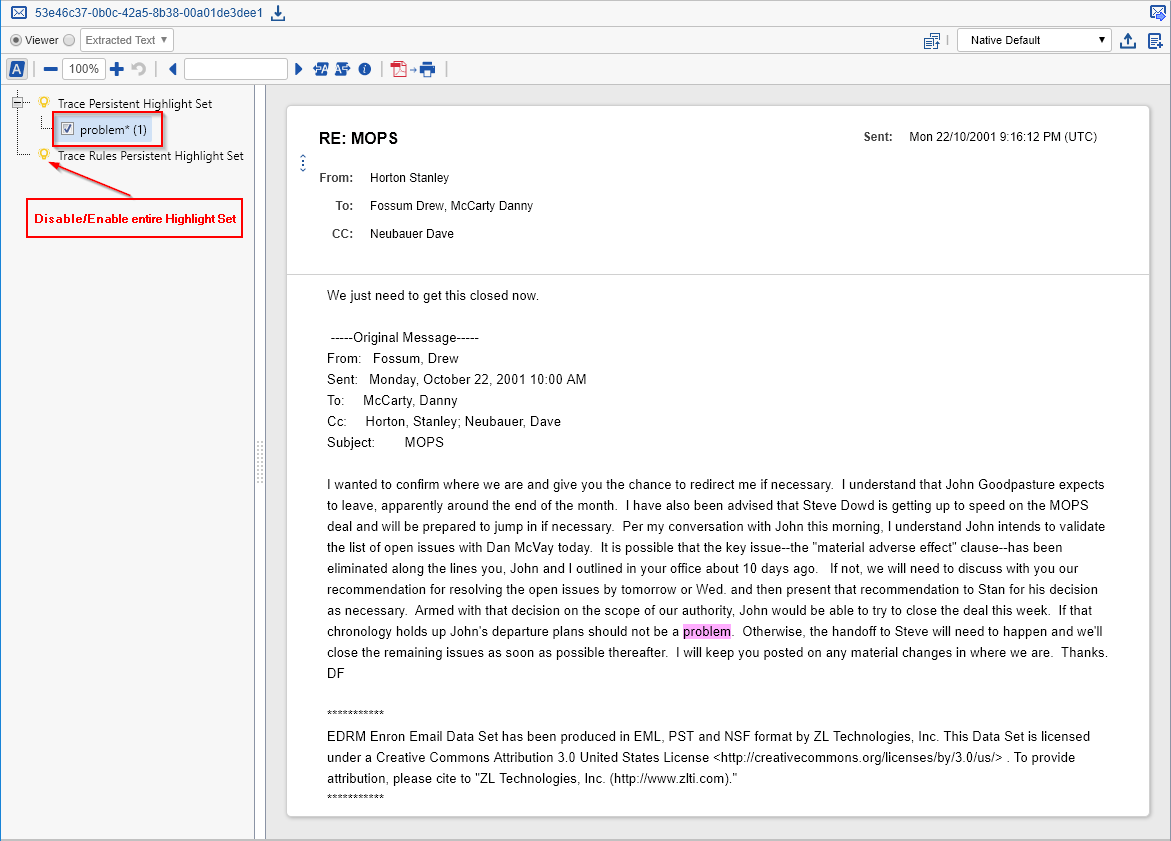 53e46c37-0b0c-42a5-8b38-00a01de3dee1
Viewer Extracted Text
Native Default
A 100%
Trace Persistent Highlight Set
problem* (1)
Trace Rules Persistent Highlight Set
Disable/Enable entire Highlight Set
RE: MOPS
Sent: Mon 22/10/2001 9:16:12 PM (UTC)
From: Horton Stanley
To: Fossum Drew, McCarty Danny
CC: Neubauer Dave
We just need to get this closed now.
-----Original Message-----
From: Fossum, Drew
Sent: Monday, October 22, 2001 10:00 AM
To: McCarty, Danny
Cc: Horton, Stanley; Neubauer, Dave
Subject: MOPS
I wanted to confirm where we are and give you the chance to redirect me if necessary. I understand that John Goodpasture expects
to leave, apparently around the end of the month. I have also been advised that Steve Dowd is getting up to speed on the MOPS
deal and will be prepared to jump in if necessary. Per my conversation with John this morning, I understand John intends to validate
the list of open issues with Dan McVay today. It is possible that the key issue--the "material adverse effect" clause--has been
eliminated along the lines you, John and I outlined in your office about 10 days ago. If not, we will need to discuss with you our
recommendation for resolving the open issues by tomorrow or Wed. and then present that recommendation to Stan for his decision
as necessary. Armed with that decision on the scope of our authority, John would be able to try to close the deal this week. If that
chronology holds up John's departure plans should not be a problem. Otherwise, the handoff to Steve will need to happen and we'll
close the remaining issues as soon as possible thereafter. I will keep you posted on any material changes in where we are. Thanks.
DF
***********
EDRM Enron Email Data Set has been produced in EML, PST and NSF format by ZL Technologies, Inc. This Data Set is licensed
under a Creative Commons Attribution 3.0 United States License <http://creativecommons.org/licenses/by/3.0/us/> . To provide
attribution, please cite to "ZL Technologies, Inc. (http://www.zlti.com)."
***********